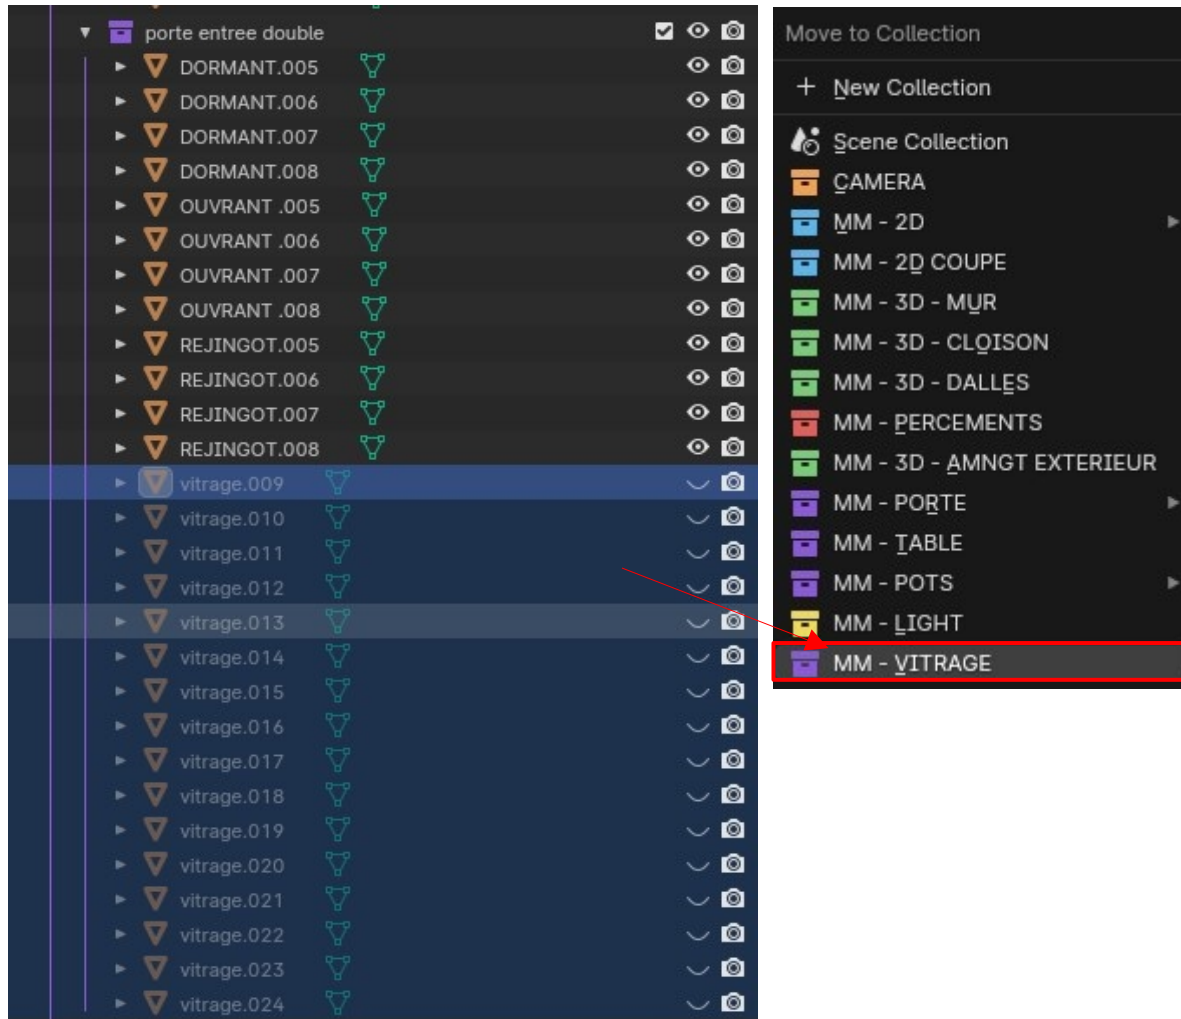 porte entree double
DORMANT.005
DORMANT.006
DORMANT.007
DORMANT.008
OUVRANT .005
OUVRANT .006
OUVRANT .007
OUVRANT .008
REJINGOT.005
REJINGOT.006
REJINGOT.007
REJINGOT.008
vitrage.009
vitrage.010
vitrage.011
vitrage.012
vitrage.013
vitrage.014
vitrage.015
vitrage.016
vitrage.017
vitrage.018
vitrage.019
vitrage.020
vitrage.021
vitrage.022
vitrage.023
vitrage.024
Move to Collection
New Collection
Scene Collection
CAMERA
MM - 2D
MM - 2D COUPE
MM - 3D - MUR
MM - 3D - CLOISON
MM - 3D - DALLES
MM - PERCEMENTS
MM - 3D - AMNGT EXTERIEUR
MM - PORTE
MM - TABLE
MM - POTS
MM - LIGHT
MM - VITRAGE